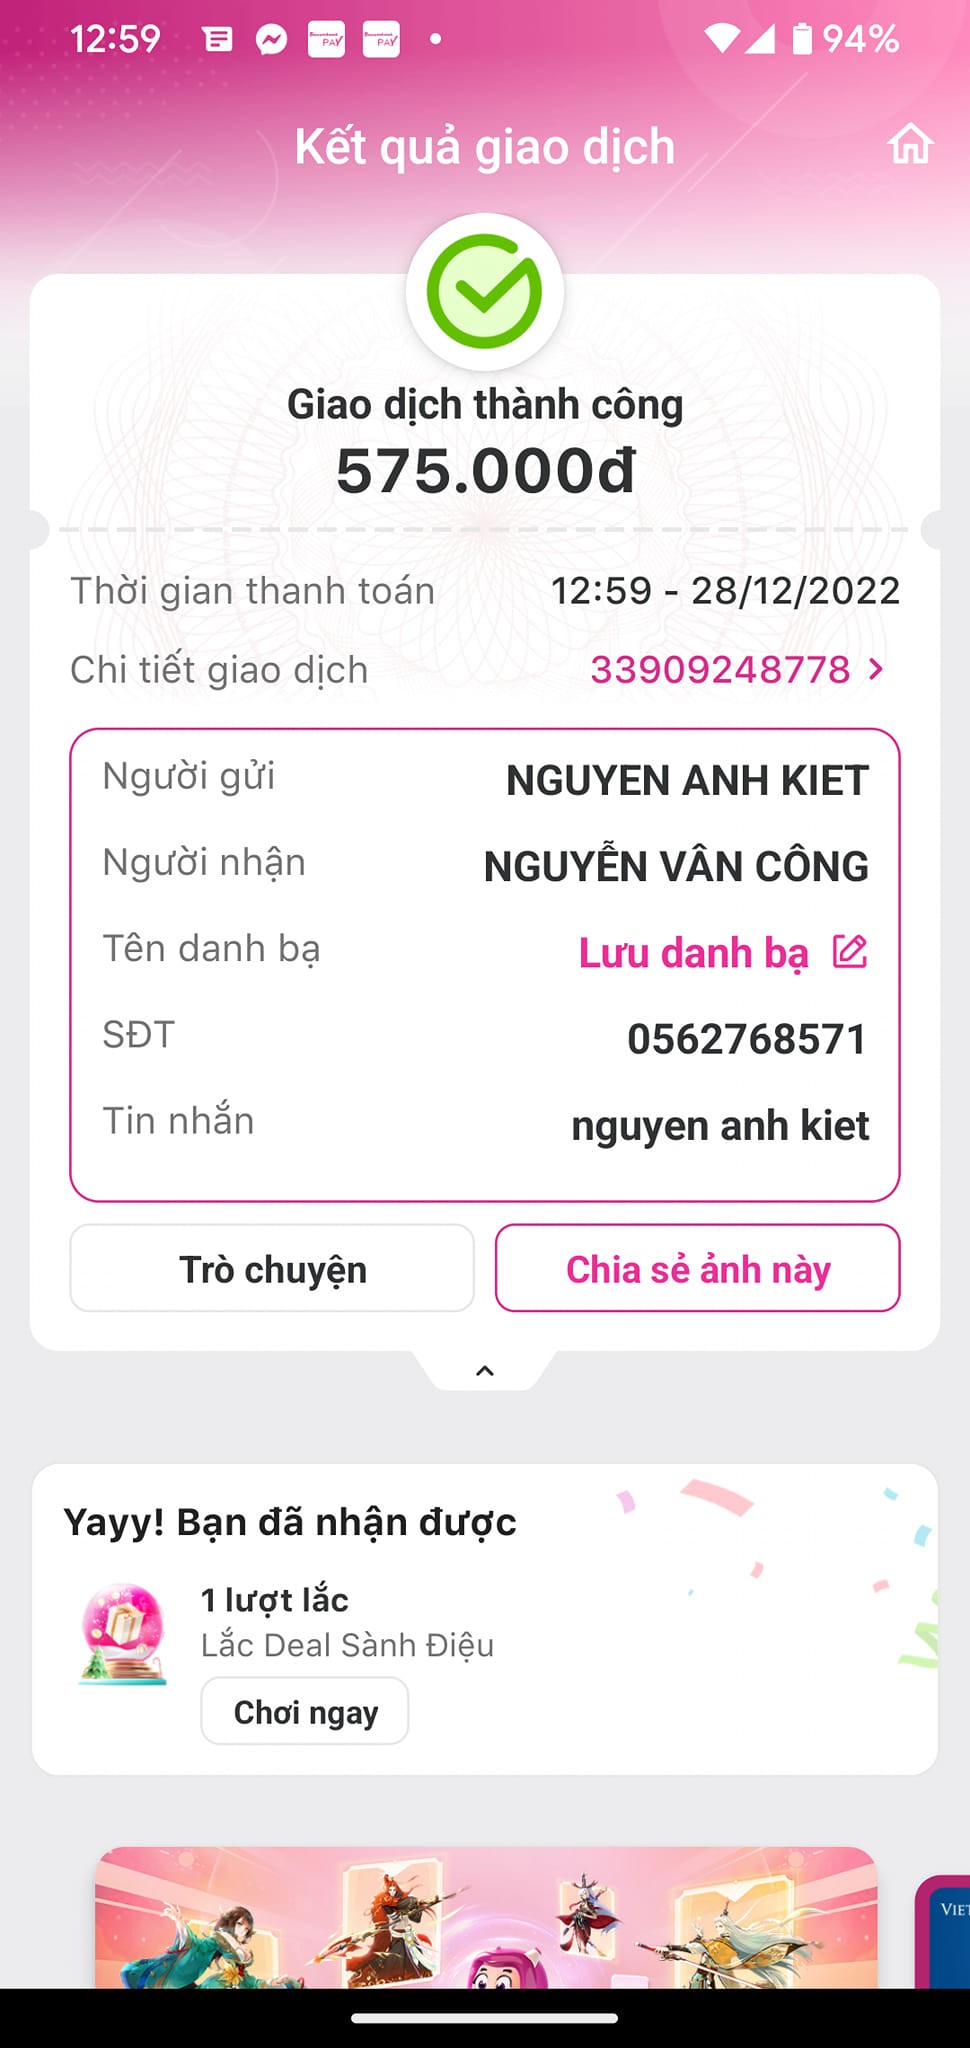 12:59
PAY
PAY
94%
Kết quả giao dịch
Giao dịch thành công
575.000đ
Thời gian thanh toán 12:59 - 28/12/2022
Chi tiết giao dịch 33909248778 >
Người gửi NGUYEN ANH KIET
Người nhận NGUYỄN VÂN CÔNG
Tên danh bạ Lưu danh bạ
SĐT 0562768571
Tin nhắn nguyen anh kiet
Trò chuyện Chia sẻ ảnh này
Yayy! Bạn đã nhận được
1 lượt lắc
Lắc Deal Sành Điệu
Chơi ngay